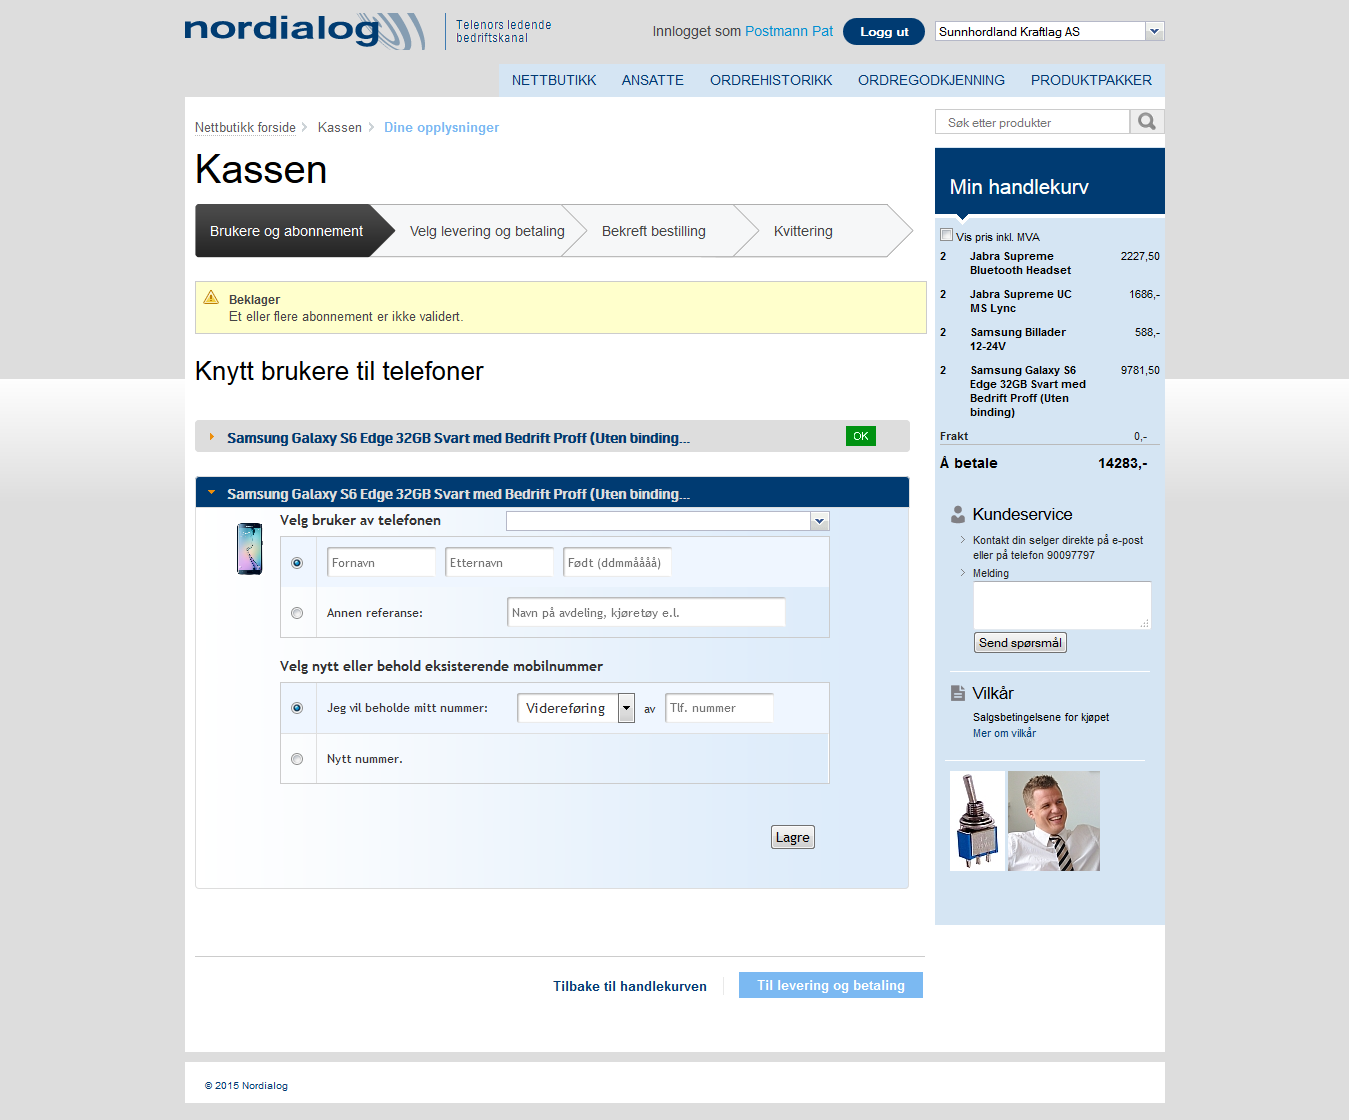 nordialog
Telenors ledende
bedriftskanal
Innlogget som Postmann Pat
Logg ut
Sunnhordland Kraftlag AS
NETTBUTIKK
ANSATTE
ORDREHISTORIKK
ORDREGODKJENNING
PRODUKTPAKKER
Nettbutikk forside
Kassen
Dine opplysninger
Søk etter produkter
Kassen
Brukere og abonnement
Velg levering og betaling
Bekreft bestilling
Kvittering
Beklager
Et eller flere abonnement er ikke validert.
Knytt brukere til telefoner
Samsung Galaxy S6 Edge 32GB Svart med Bedrift Proff (Uten binding...
OK
Samsung Galaxy S6 Edge 32GB Svart med Bedrift Proff (Uten binding...
Velg bruker av telefonen
Fornavn
Etternavn
Født (ddmmåååå)
Annen referanse:
Navn på avdeling, kjøretøy e.l.
Velg nytt eller behold eksisterende mobilnummer
Jeg vil beholde mitt nummer:
Videreføring
av
Tlf. nummer
Nytt nummer.
Lagre
Tilbake til handlekurven
Til levering og betaling
Min handlekurv
Vis pris inkl. MVA
2 Jabra Supreme 2227,50
Bluetooth Headset
2 Jabra Supreme UC 1686,-
MS Lync
2 Samsung Billader 588,-
12-24V
2 Samsung Galaxy S6 9781,50
Edge 32GB Svart med
Bedrift Proff (Uten
binding)
Frakt 0,-
Å betale 14283,-
Kundeservice
Kontakt din selger direkte på e-post
eller på telefon 90097797
Melding
Send spørsmål
Vilkår
Salgsbetingelsene for kjøpet
Mer om vilkår
© 2015 Nordialog